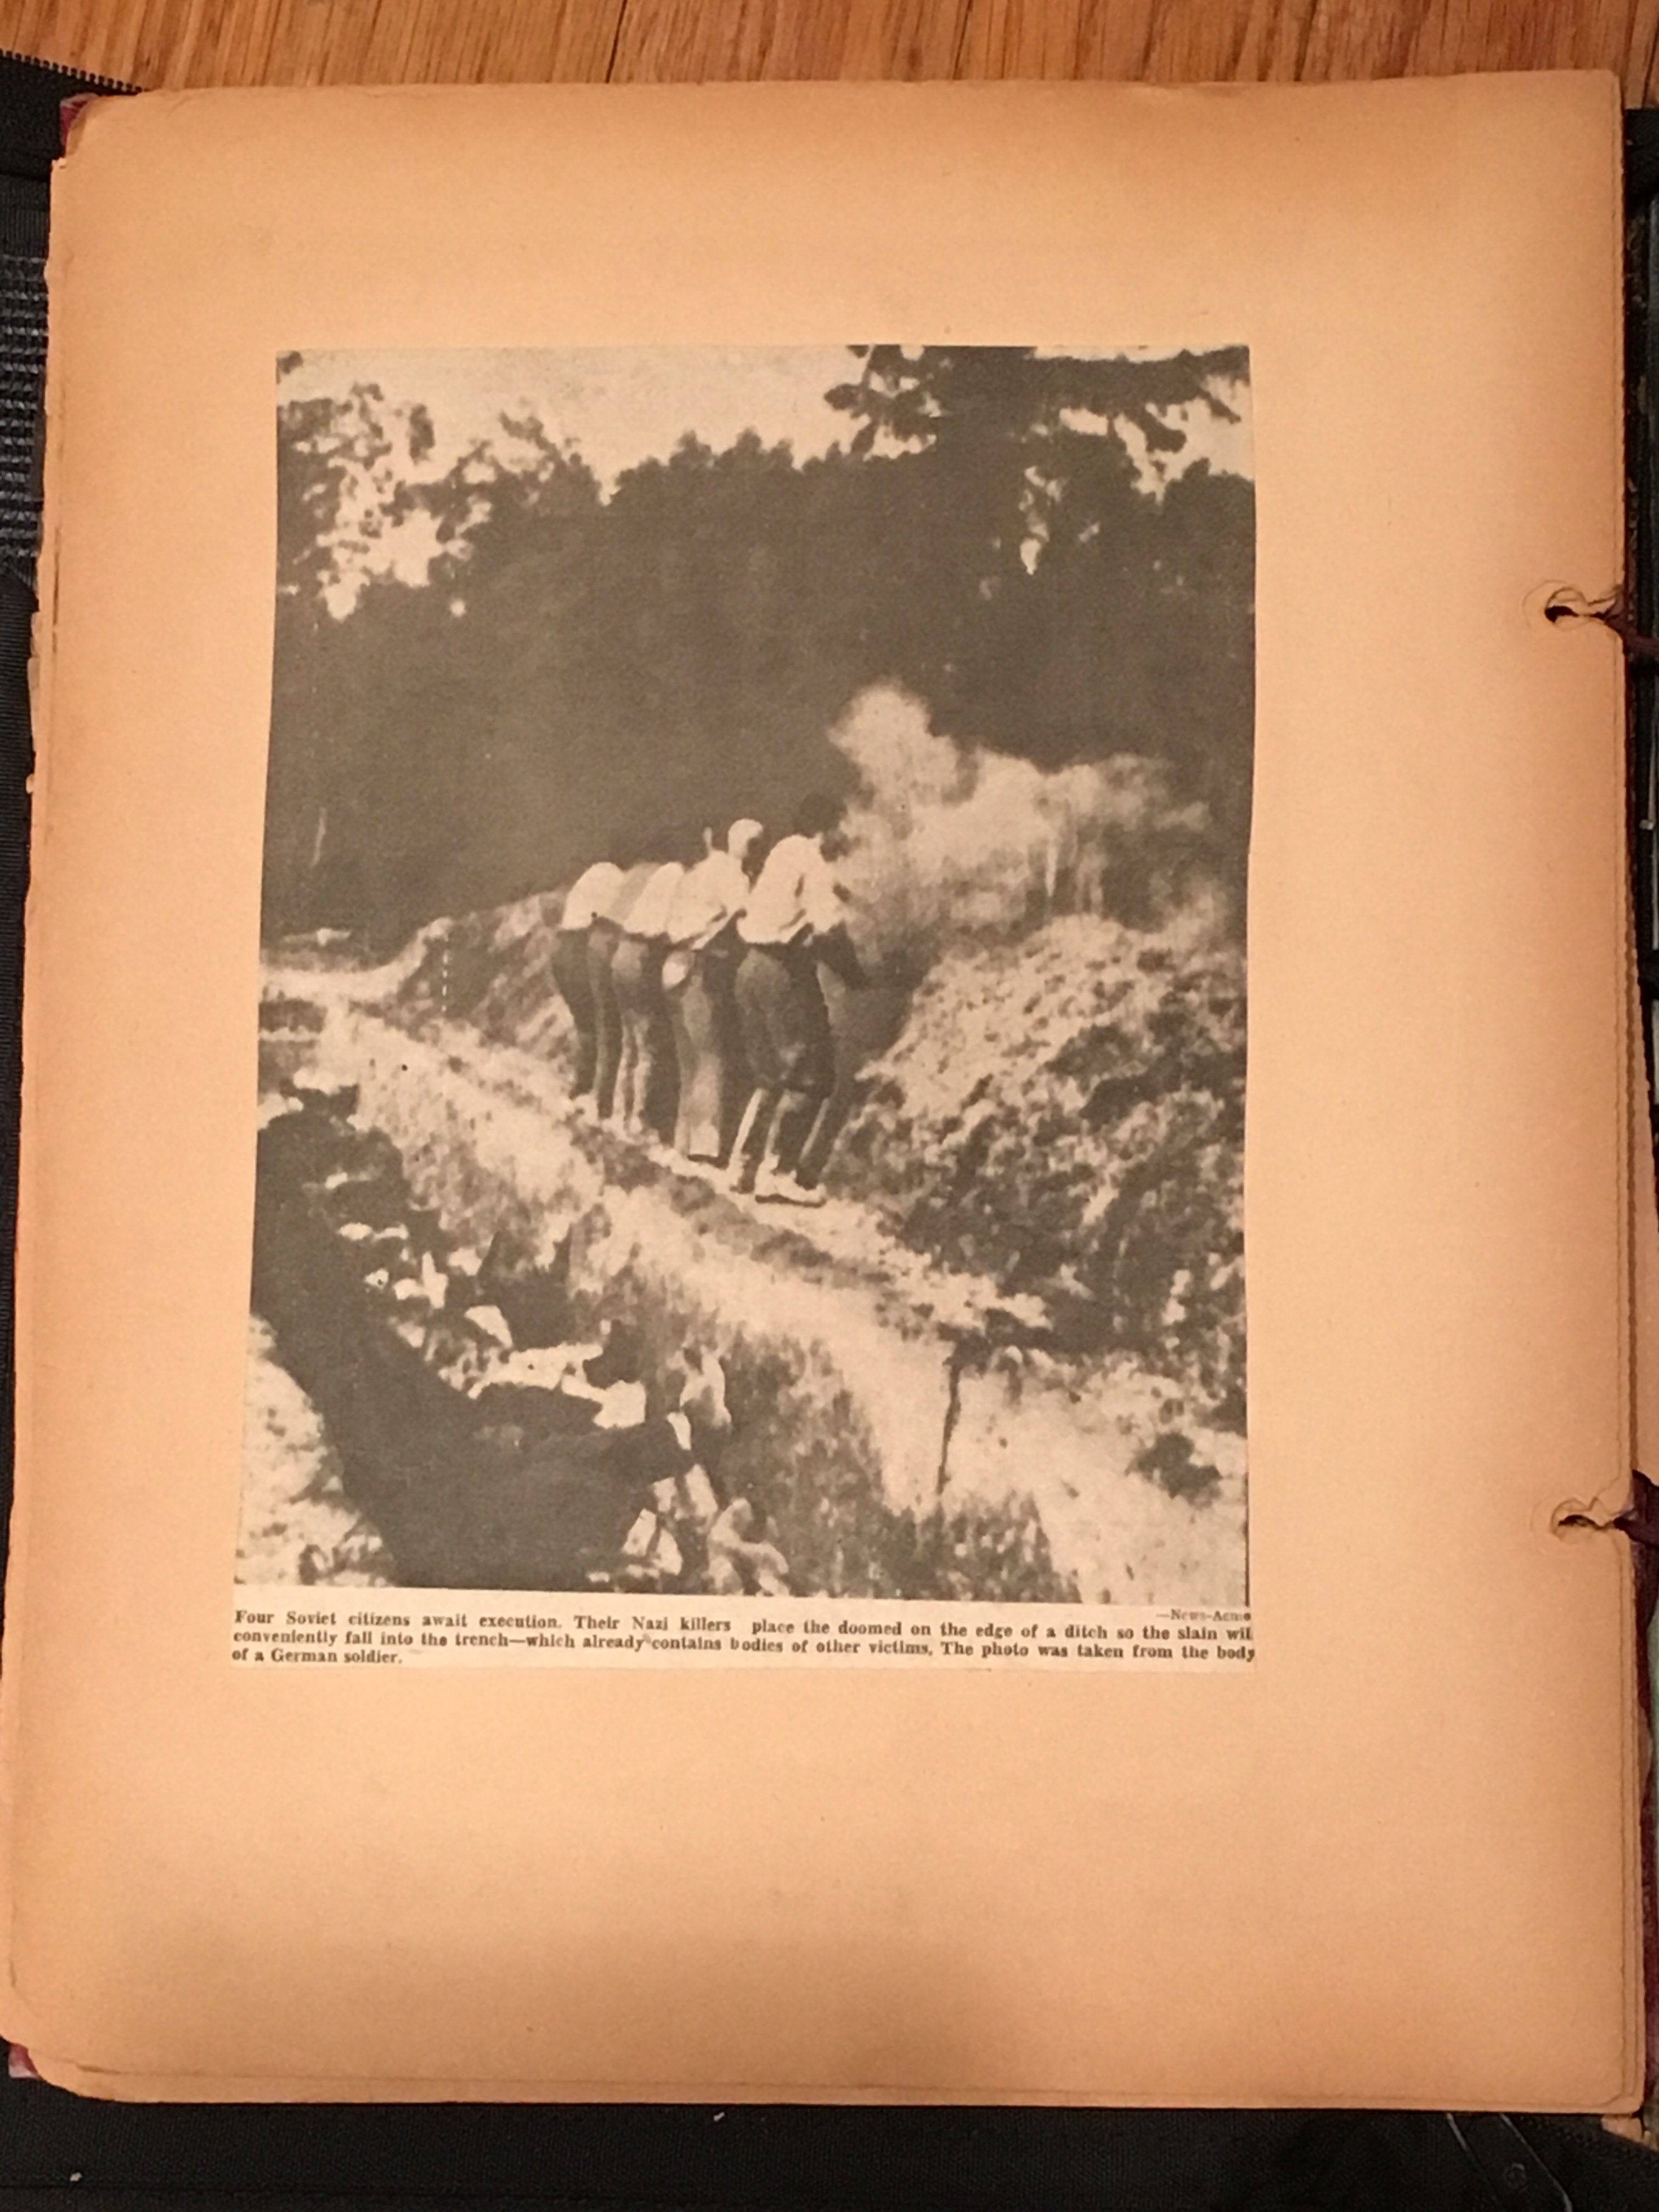 —News-Acme
Four Soviet citizens await execution. Their Nazi killers place the doomed on the edge of a ditch so the slain wil
conveniently fall into the trench—which already contains bodies of other victims. The photo was taken from the body
of a German soldier.